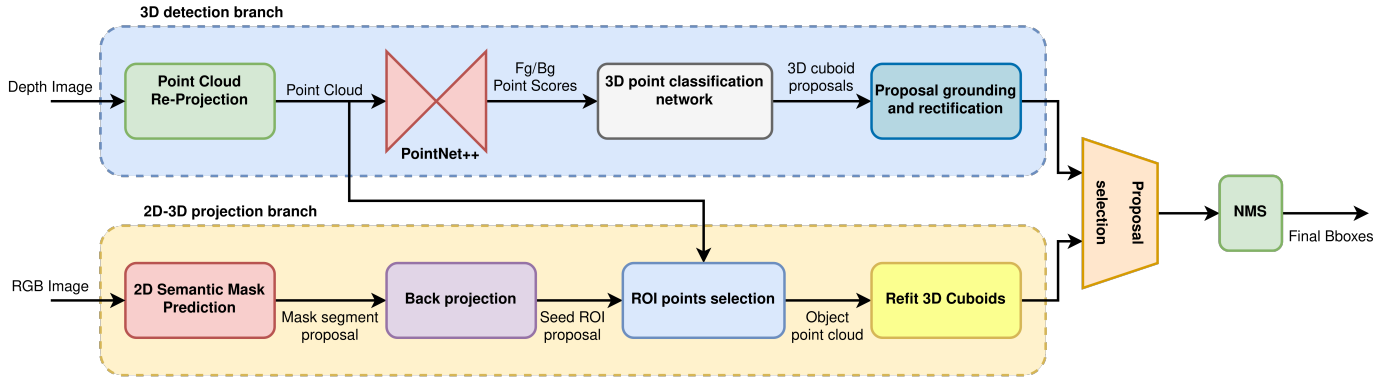 3D detection branch
Depth Image
Point Cloud
Re-Projection
Point Cloud
PointNet++
Fg/Bg
Point Scores
3D point classification
network
3D cuboid
proposals
Proposal grounding
and rectification
2D-3D projection branch
RGB Image
2D Semantic Mask
Prediction
Mask segment
proposal
Back projection
Seed ROI
proposal
ROI points selection
Object
point cloud
Refit 3D Cuboids
Proposal
selection
NMS
Final Bboxes